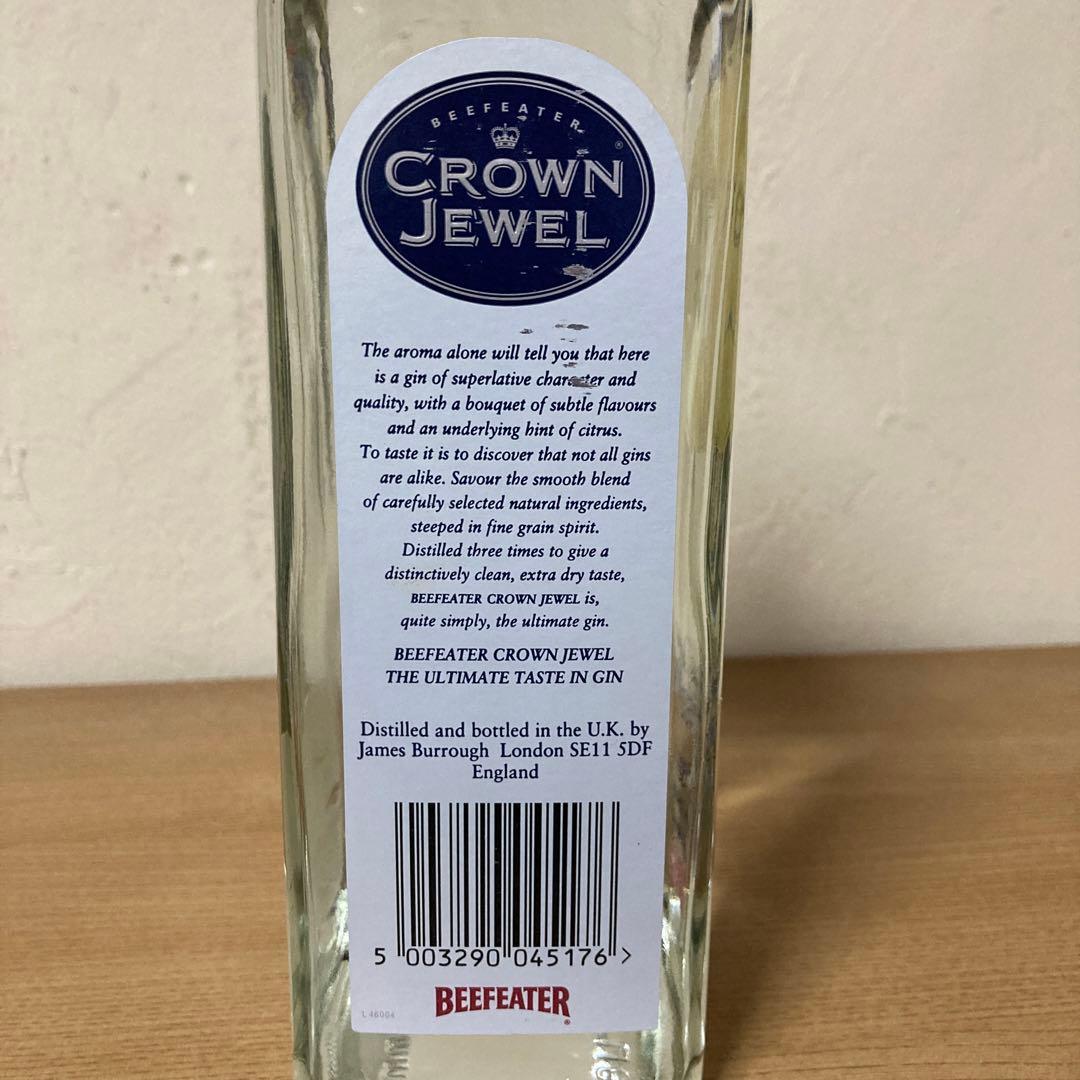 BEEFEATER
CROWN
®
JEWEL
The aroma alone will tell you that here
is a gin of superlative character and
quality, with a bouquet of subtle flavours
and an underlying hint of citrus.
To taste it is to discover that not all gins
are alike. Savour the smooth blend
of carefully selected natural ingredients,
steeped in fine grain spirit.
Distilled three times to give a
distinctively clean, extra dry taste,
BEEFEATER CROWN JEWEL is,
quite simply, the ultimate gin.
BEEFEATER CROWN JEWEL
THE ULTIMATE TASTE IN GIN
Distilled and bottled in the U.K. by
James Burrough London SE11 5DF
England
5 003290 045176 >
BEEFEATER®
L 46004